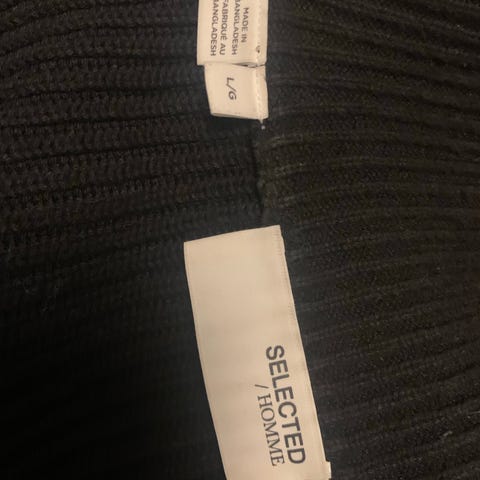 MADE IN
BANGLADESH
FABRIQUÉ AU
BANGLADESH
L/G
SELECTED
/ HOMME